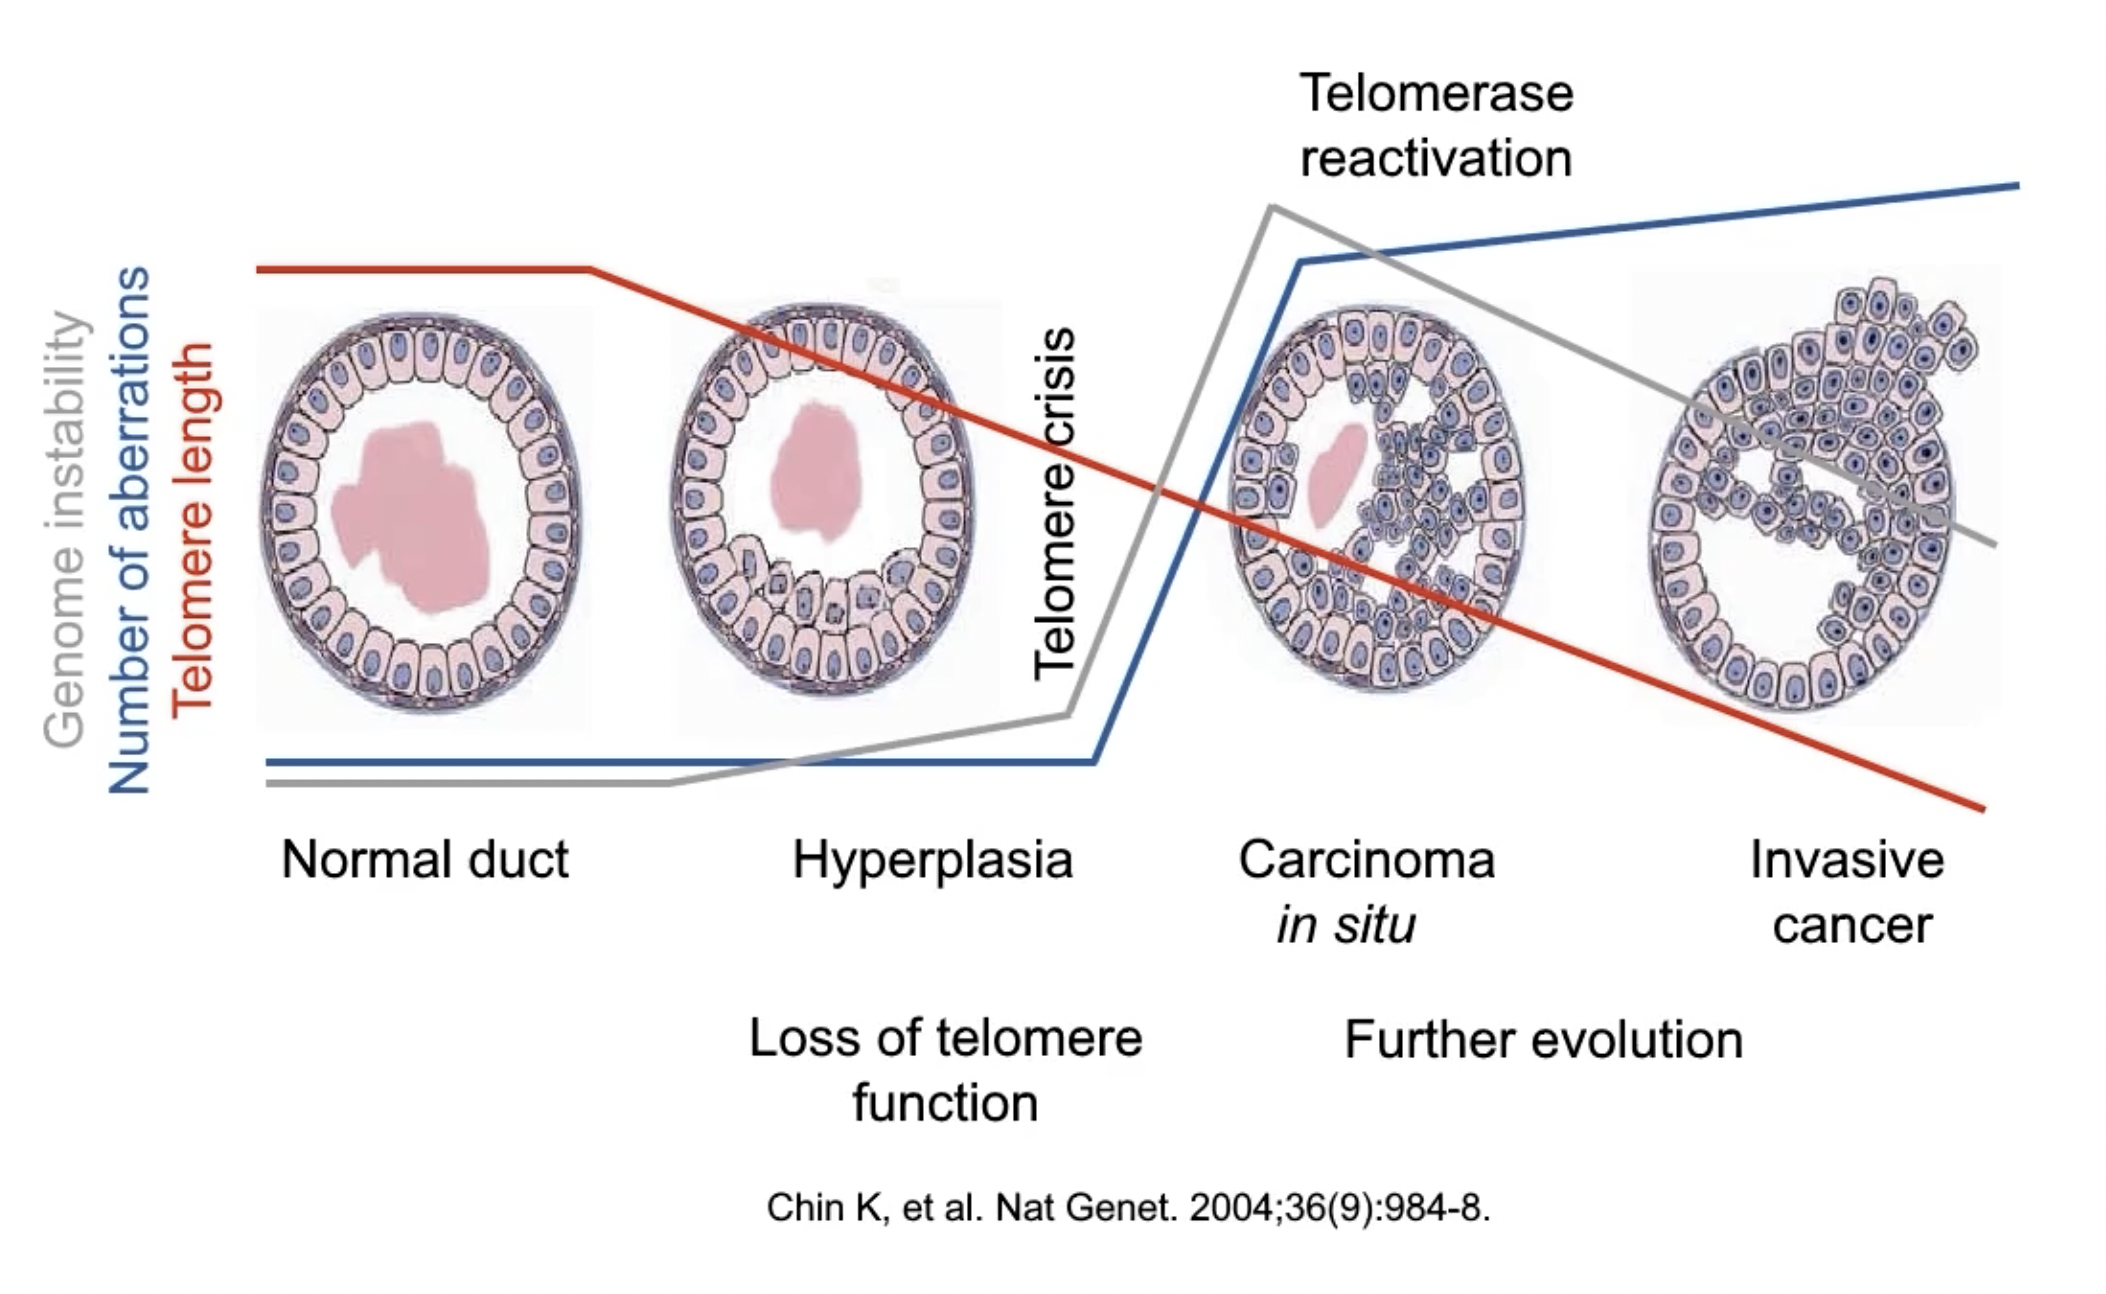 Telomerase
reactivation
Genome instability
Number of aberrations
Telomere length
Telomere crisis
Normal duct
Hyperplasia
Carcinoma
in situ
Invasive
cancer
Loss of telomere
function
Further evolution
Chin K, et al. Nat Genet. 2004;36(9):984-8.